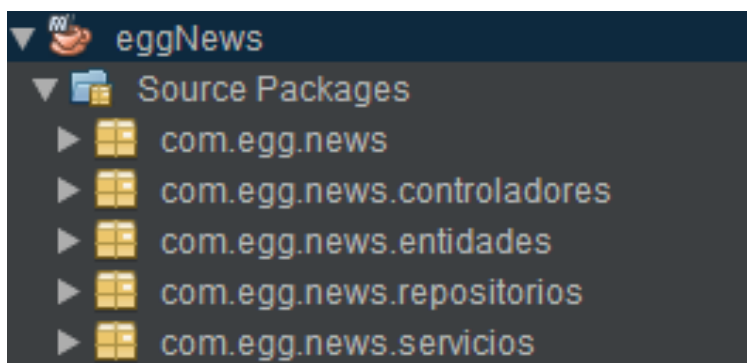 eggNews
Source Packages
com.egg.news
com.egg.news.controladores
com.egg.news.entidades
com.egg.news.repositorios
com.egg.news.servicios